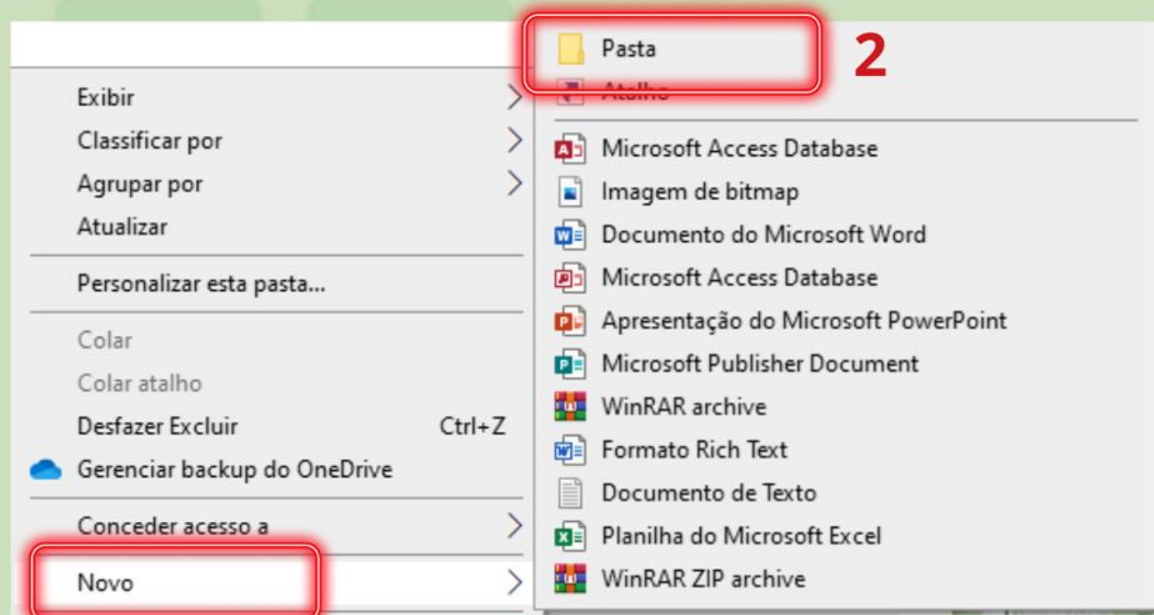 Exibir
Classificar por
Agrupar por
Atualizar
Personalizar esta pasta...
Colar
Colar atalho
Desfazer Excluir Ctrl+Z
Gerenciar backup do OneDrive
Conceder acesso a
Novo
Pasta 2
Atalho
Microsoft Access Database
Imagem de bitmap
Documento do Microsoft Word
Microsoft Access Database
Apresentação do Microsoft PowerPoint
Microsoft Publisher Document
WinRAR archive
Formato Rich Text
Documento de Texto
Planilha do Microsoft Excel
WinRAR ZIP archive